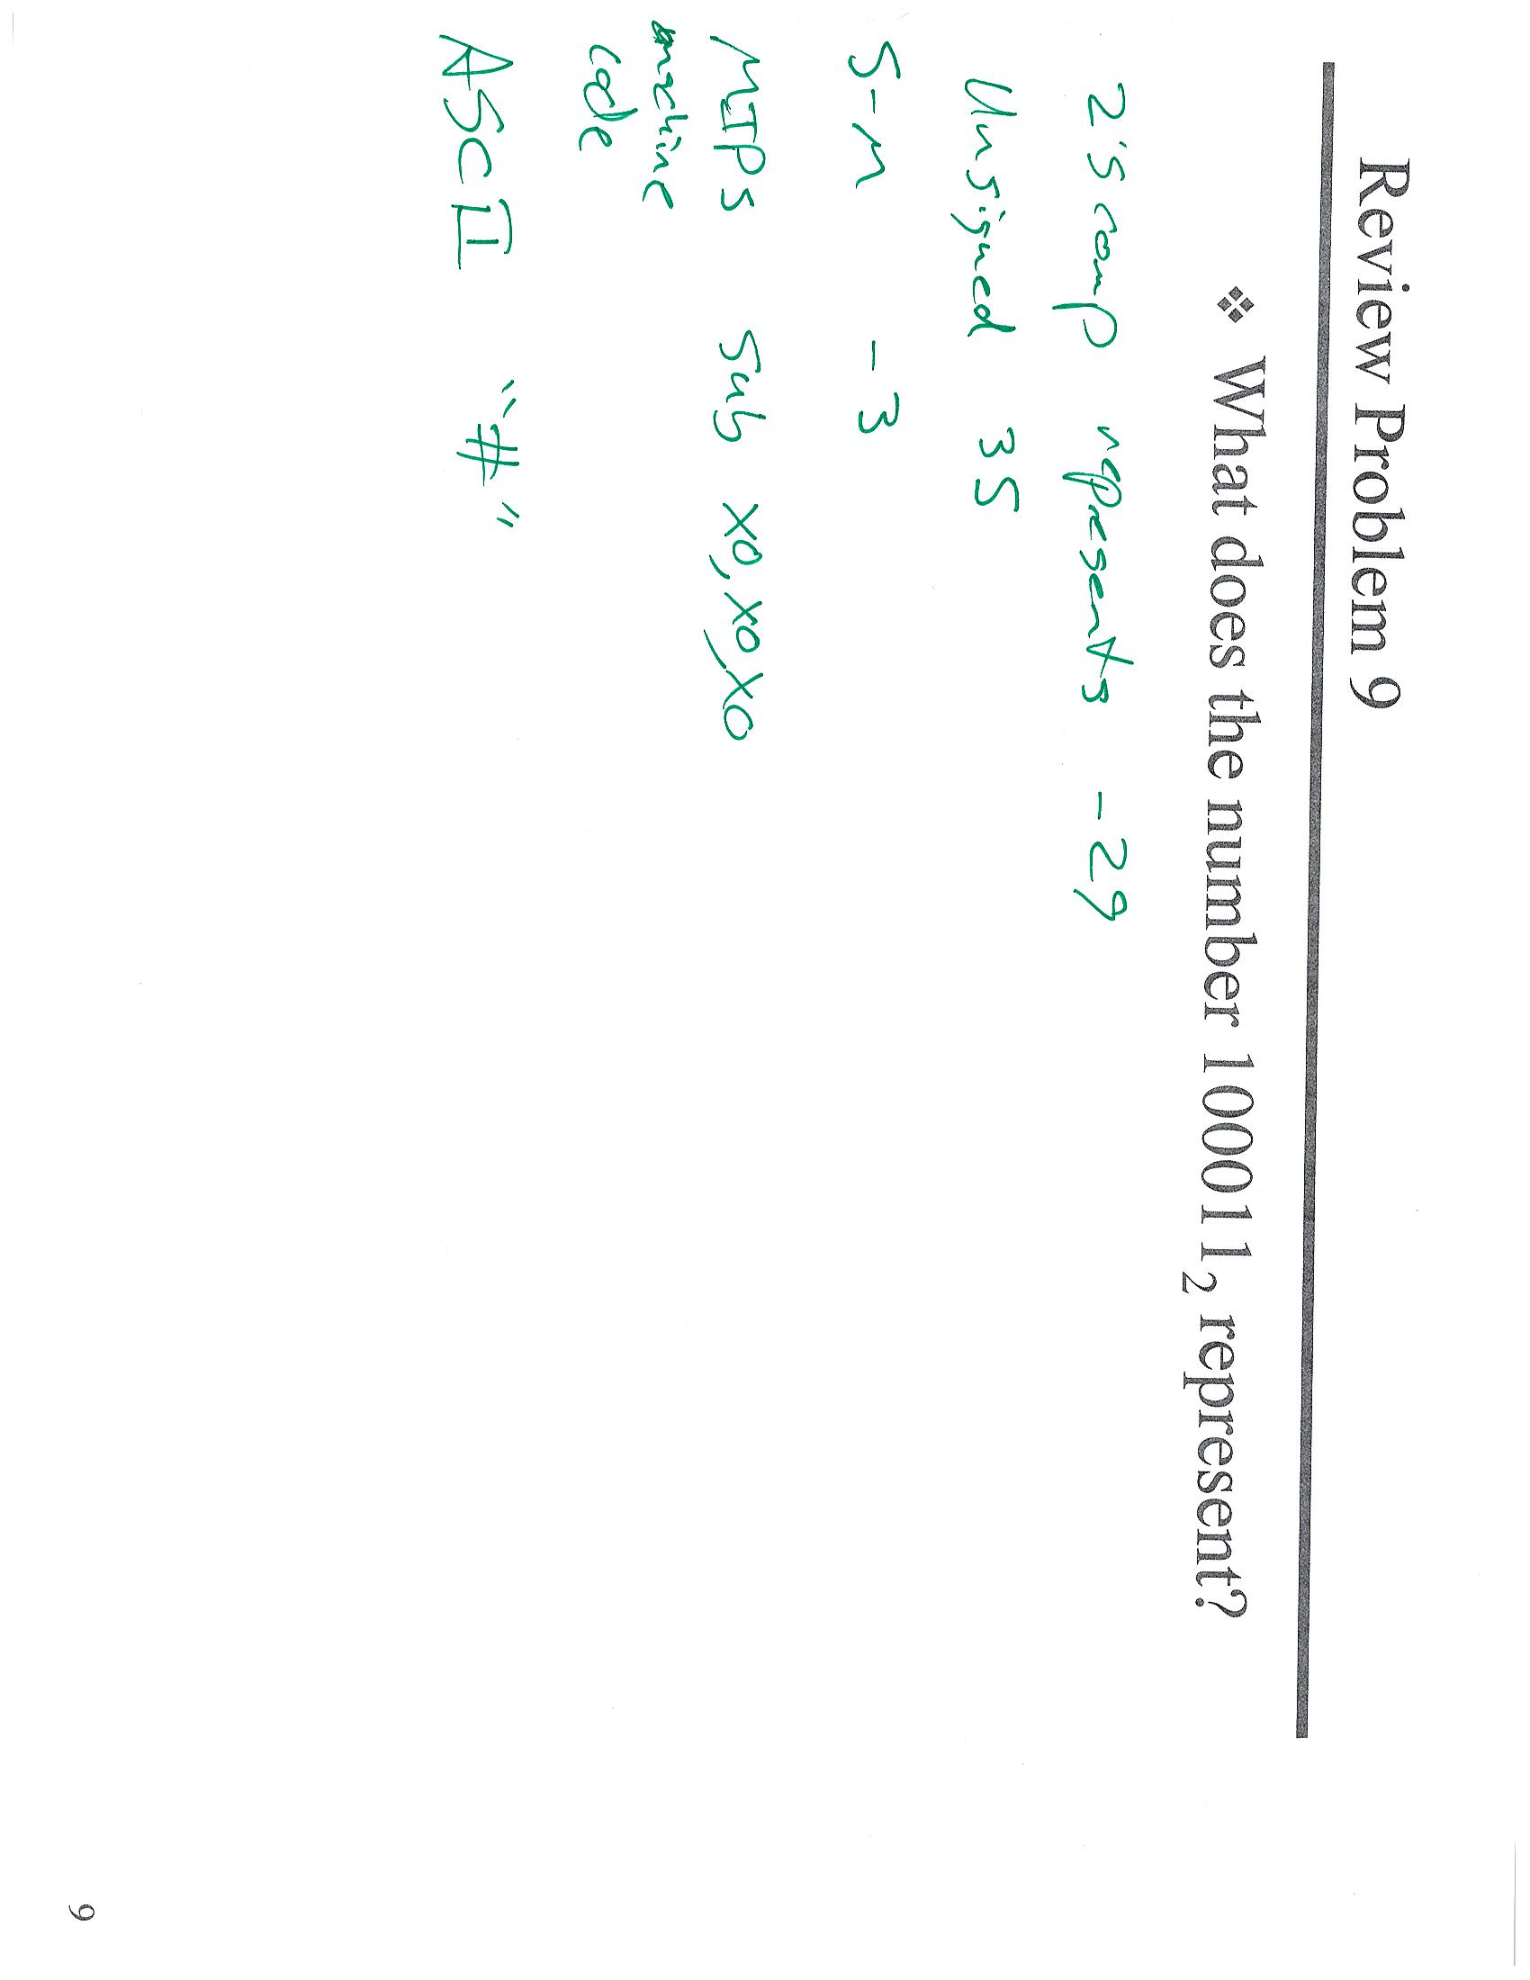 Review Problem 9
❖ What does the number 100011₂ represent?
2's comp represents -29
Unsigned 35
S-M -3
MIPS Sub X0, X0, X0
machine
code
ASCII "#"
9